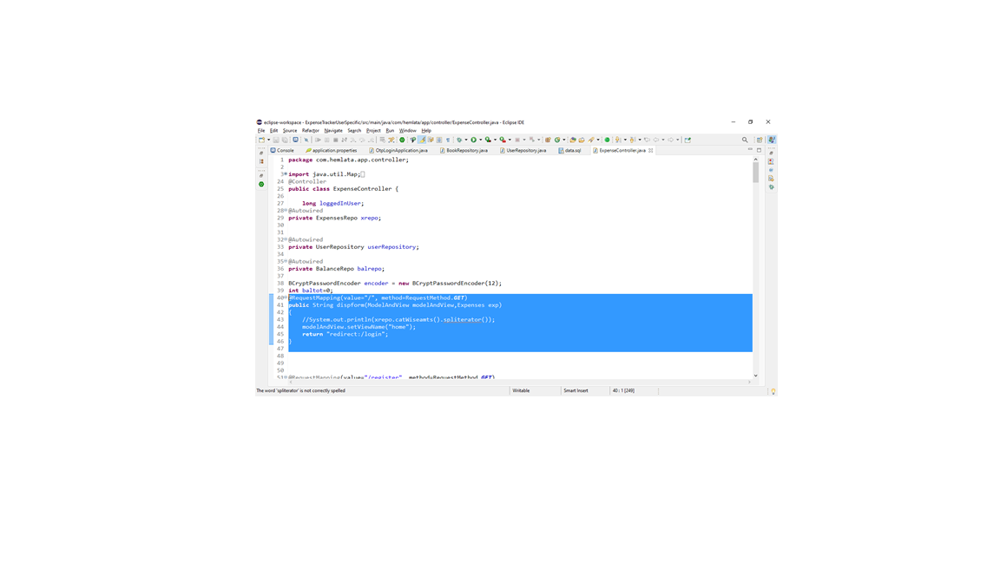 eclipse-workspace - ExpenseTrackerUserSpecific/src/main/java/com/hemlata/app/controller/ExpenseController.java - Eclipse IDE
File Edit Source Refactor Navigate Search Project Run Window Help
Console application.properties OtpLoginApplication.java BookRepository.java UserRepository.java data.sql ExpenseController.java
1 package com.hemlata.app.controller;
2
3 import java.util.Map;
24 @Controller
25 public class ExpenseController {
26
27 long loggedInUser;
28 @Autowired
29 private ExpensesRepo xrepo;
30
31
32 @Autowired
33 private UserRepository userRepository;
34
35 @Autowired
36 private BalanceRepo balrepo;
37
38 BCryptPasswordEncoder encoder = new BCryptPasswordEncoder(12);
39 int baltot=0;
40 @RequestMapping(value="/", method=RequestMethod.GET)
41 public String dispform(ModelAndView modelAndView,Expenses exp)
42 {
43 //System.out.println(xrepo.catWiseamts().spliterator());
44 modelAndView.setViewName("home");
45 return "redirect:/login";
46 }
47
48
49
50
51 @RequestMapping(value="/register", method=RequestMethod.GET)
The word 'spliterator' is not correctly spelled Writable Smart Insert 40 : 1 [249]